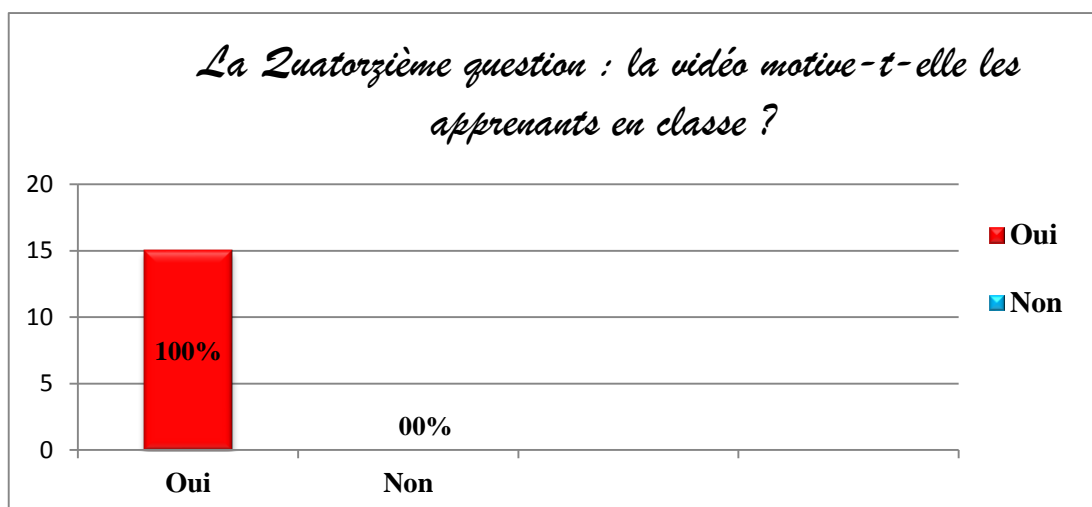 La Quatorzième question : la vidéo motive-t-elle les
apprenants en classe ?
20
15
10
5
0
100%
00%
Oui
Non
Oui
Non